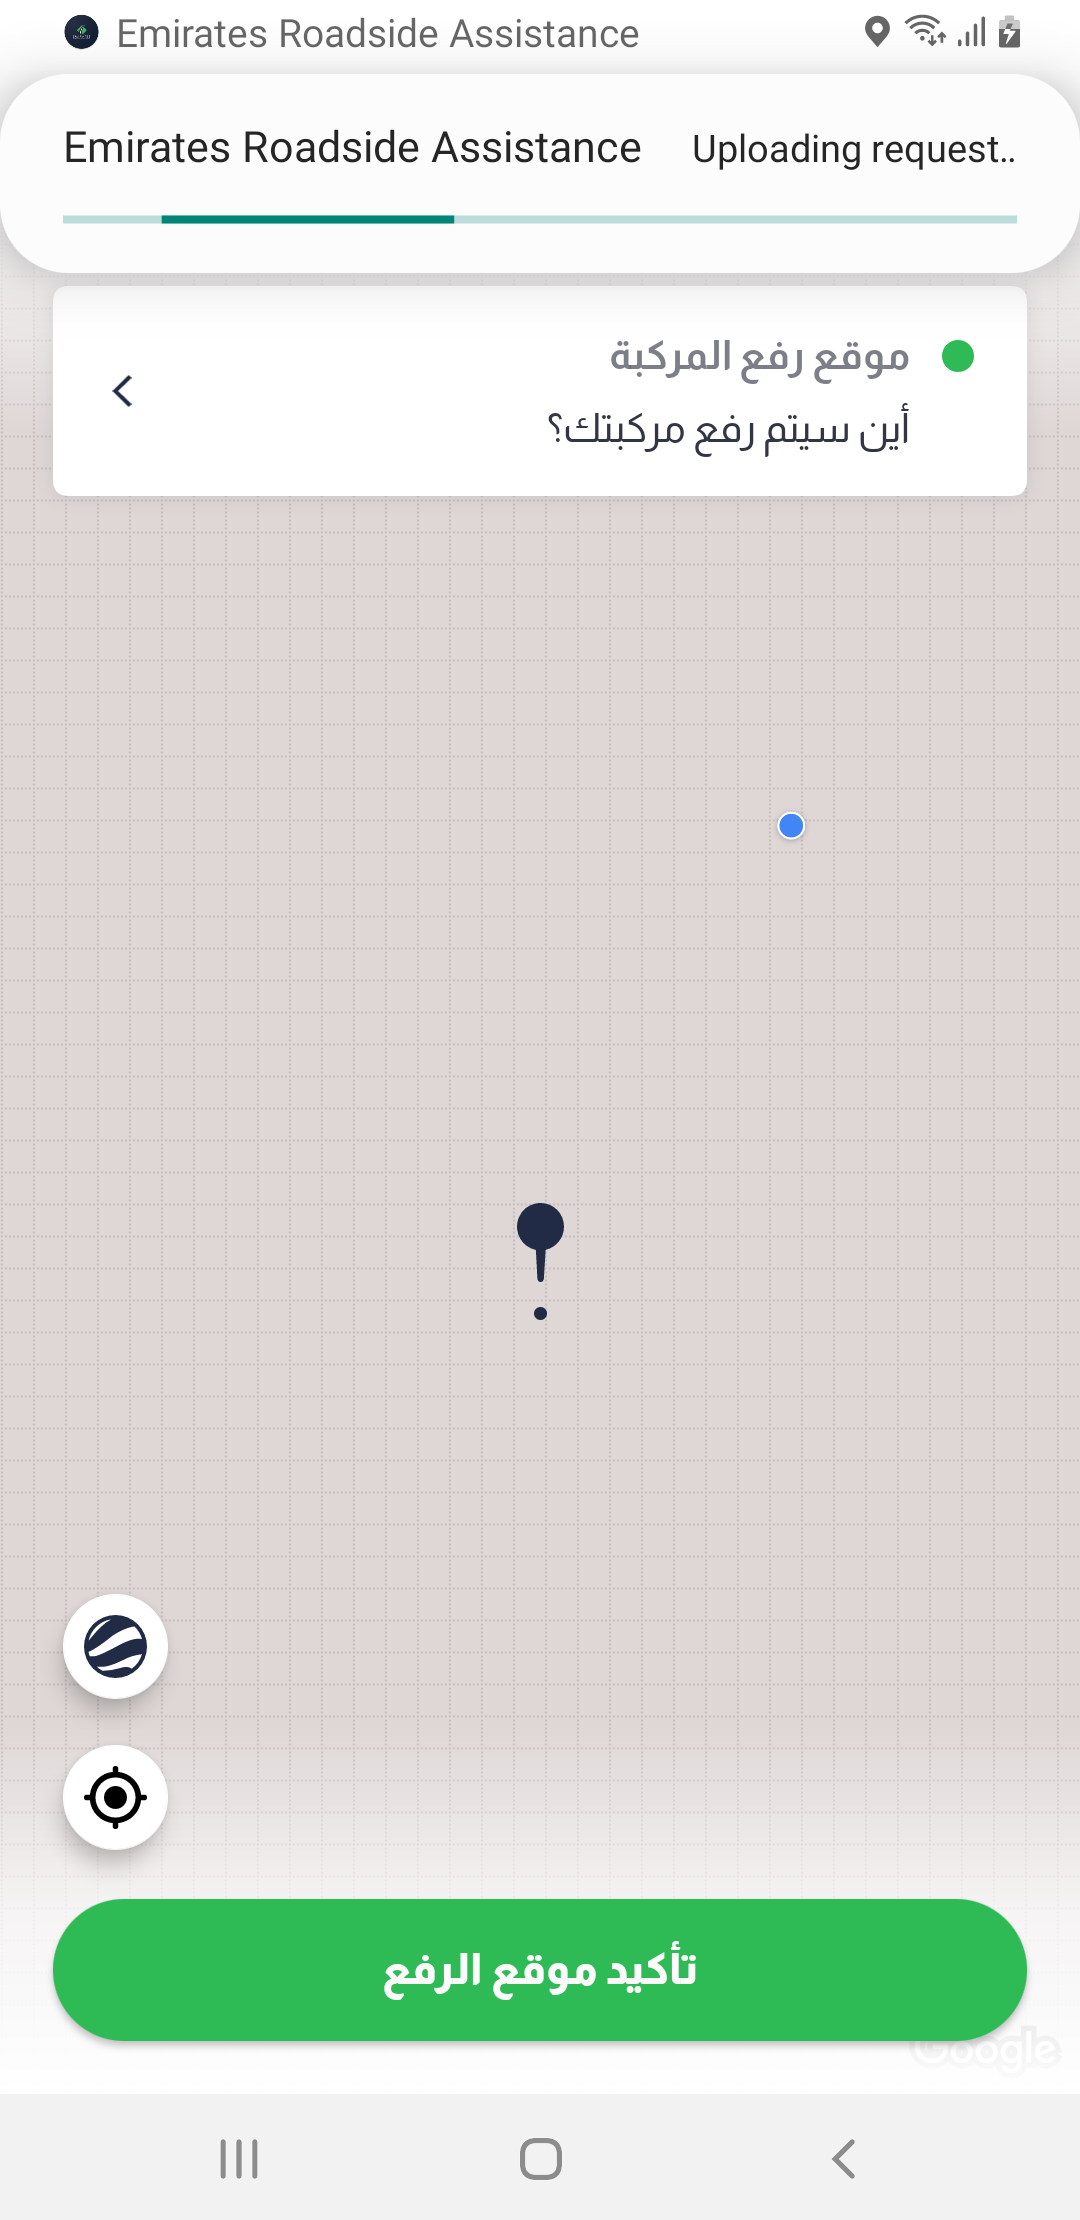 Emirates Roadside Assistance
Emirates Roadside Assistance
Uploading request..
موقع رفع المركبة
أين سيتم رفع مركبتك؟
تأكيد موقع الرفع
Google